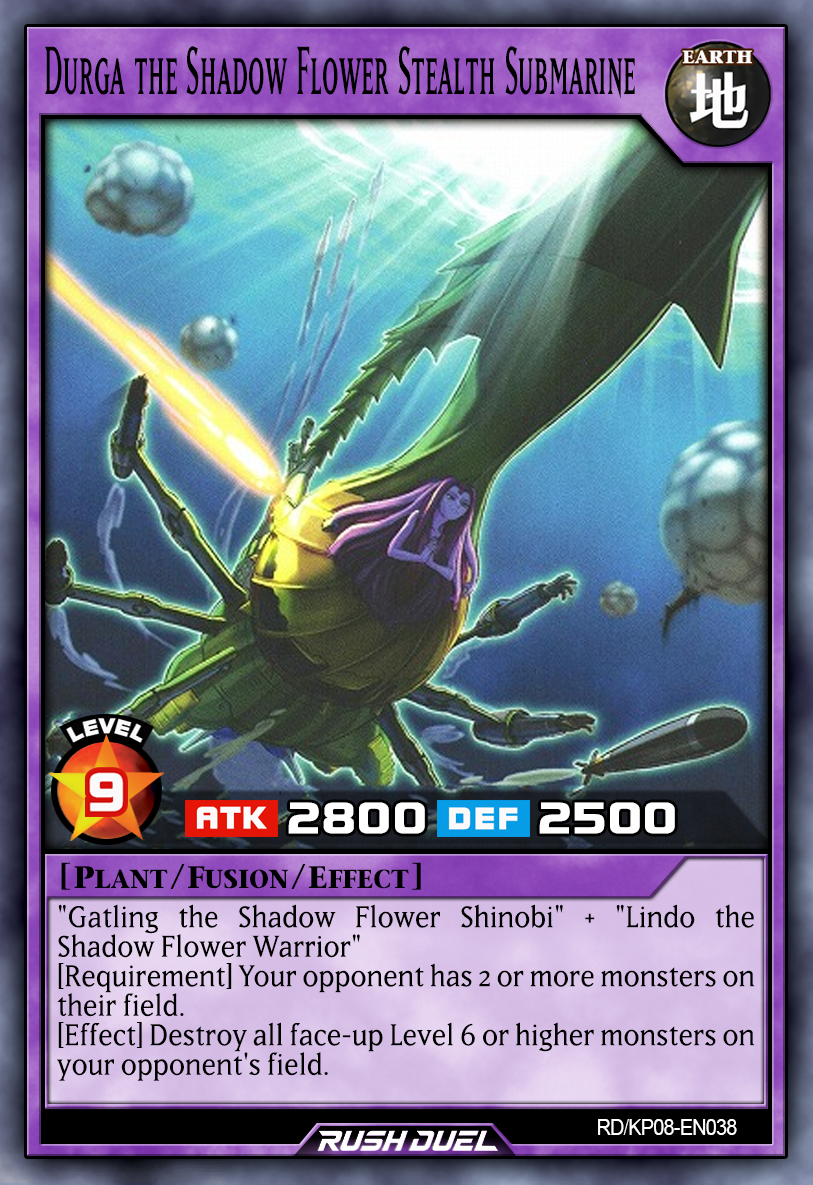 Durga the Shadow Flower Stealth Submarine
EARTH
地
LEVEL
9
ATK 2800 DEF 2500
[Plant/Fusion/Effect]
"Gatling the Shadow Flower Shinobi" + "Lindo the
Shadow Flower Warrior"
[Requirement] Your opponent has 2 or more monsters on
their field.
[Effect] Destroy all face-up Level 6 or higher monsters on
your opponent's field.
RD/KP08-EN038
RUSH DUEL